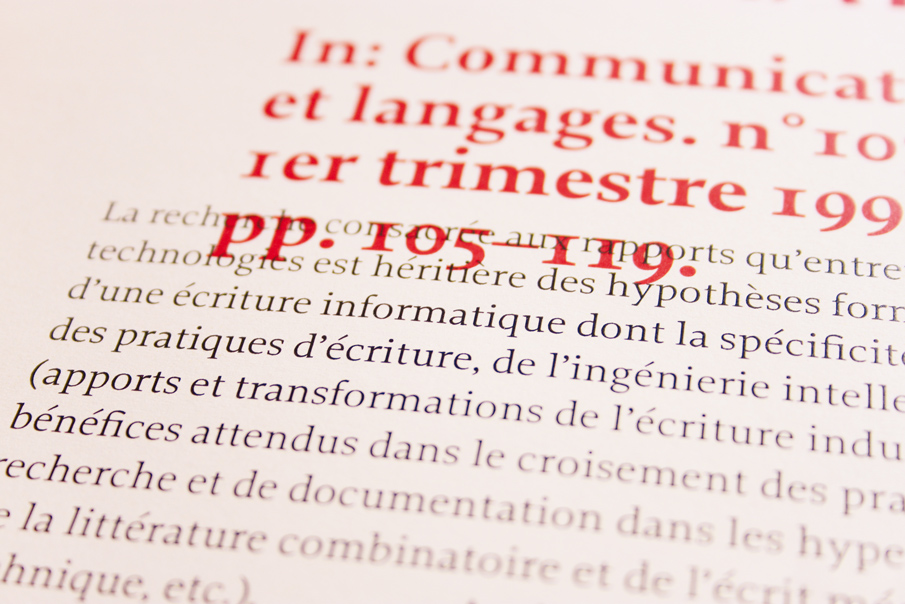 In: Communicat
et langages. n°10
1er trimestre 199
pp. 105–119.
La recherche consacrée aux rapports qu'entre
technologies est héritière des hypothèses form
d'une écriture informatique dont la spécificité
des pratiques d'écriture, de l'ingénierie intelle
(apports et transformations de l'écriture indu
bénéfices attendus dans le croisement des pra
recherche et de documentation dans les hype
e la littérature combinatoire et de l'écrit mé
chnique, etc.).